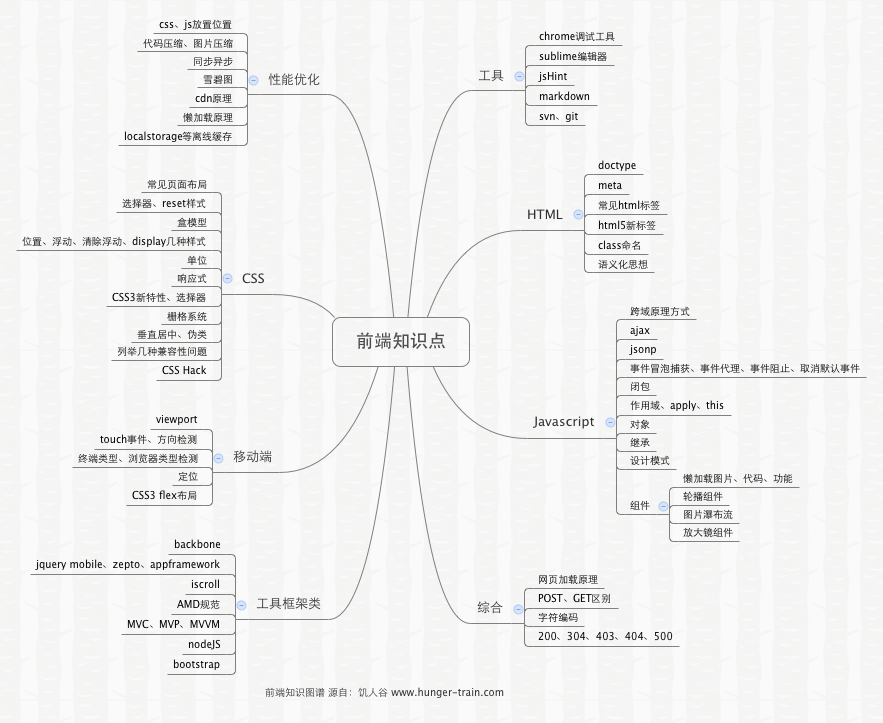 前端知识点
性能优化
css、js放置位置
代码压缩、图片压缩
同步异步
雪碧图
cdn原理
懒加载原理
localstorage等离线缓存
CSS
常见页面布局
选择器、reset样式
盒模型
位置、浮动、清除浮动、display几种样式
单位
响应式
CSS3新特性、选择器
栅格系统
垂直居中、伪类
列举几种兼容性问题
CSS Hack
移动端
viewport
touch事件、方向检测
终端类型、浏览器类型检测
定位
CSS3 flex布局
工具框架类
backbone
jquery mobile、zepto、appframework
iscroll
AMD规范
MVC、MVP、MVVM
nodeJS
bootstrap
工具
chrome调试工具
sublime编辑器
jsHint
markdown
svn、git
HTML
doctype
meta
常见html标签
html5新标签
class命名
语义化思想
Javascript
跨域原理方式
ajax
jsonp
事件冒泡捕获、事件代理、事件阻止、取消默认事件
闭包
作用域、apply、this
对象
继承
设计模式
组件
懒加载图片、代码、功能
轮播组件
图片瀑布流
放大镜组件
综合
网页加载原理
POST、GET区别
字符编码
200、304、403、404、500
前端知识图谱 源自：饥人谷 www.hunger-train.com